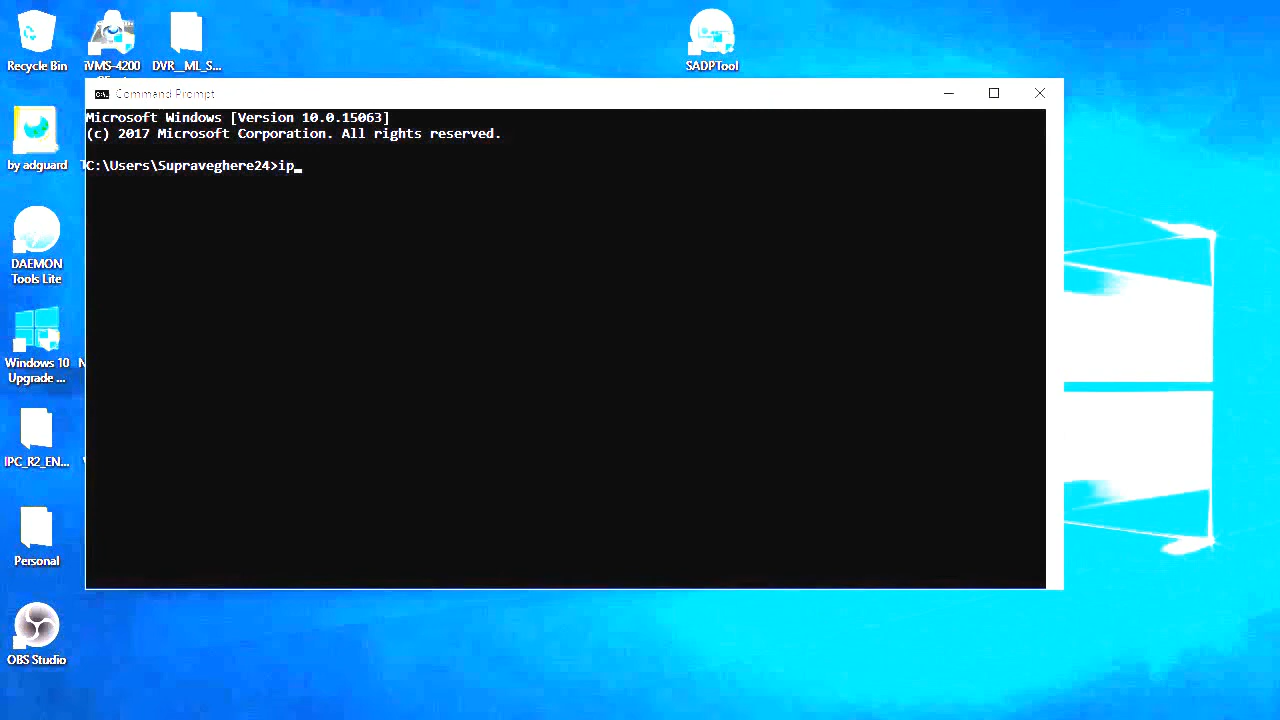 Recycle Bin
iVMS-4200
DVR__ML_S...
SADPTool
Command Prompt
Microsoft Windows [Version 10.0.15063]
(c) 2017 Microsoft Corporation. All rights reserved.
C:\Users\Supraveghere24>ip
by adguard
DAEMON
Tools Lite
Windows 10
Upgrade ...
IPC_R2_EN...
Personal
OBS Studio